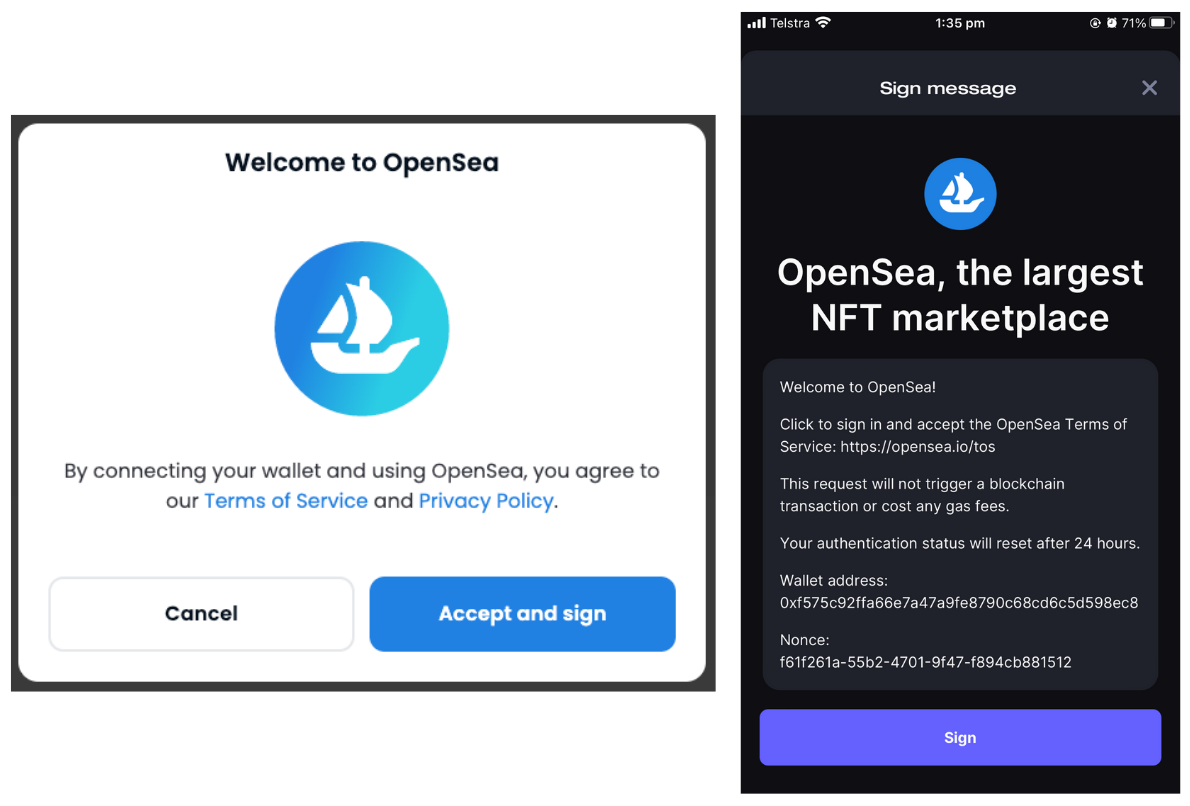 Welcome to OpenSea
By connecting your wallet and using OpenSea, you agree to
our Terms of Service and Privacy Policy.
Cancel
Accept and sign
Telstra
1:35 pm
71%
Sign message
OpenSea, the largest
NFT marketplace
Welcome to OpenSea!
Click to sign in and accept the OpenSea Terms of
Service: https://opensea.io/tos
This request will not trigger a blockchain
transaction or cost any gas fees.
Your authentication status will reset after 24 hours.
Wallet address:
0xf575c92ffa66e7a47a9fe8790c68cd6c5d598ec8
Nonce:
f61f261a-55b2-4701-9f47-f894cb881512
Sign